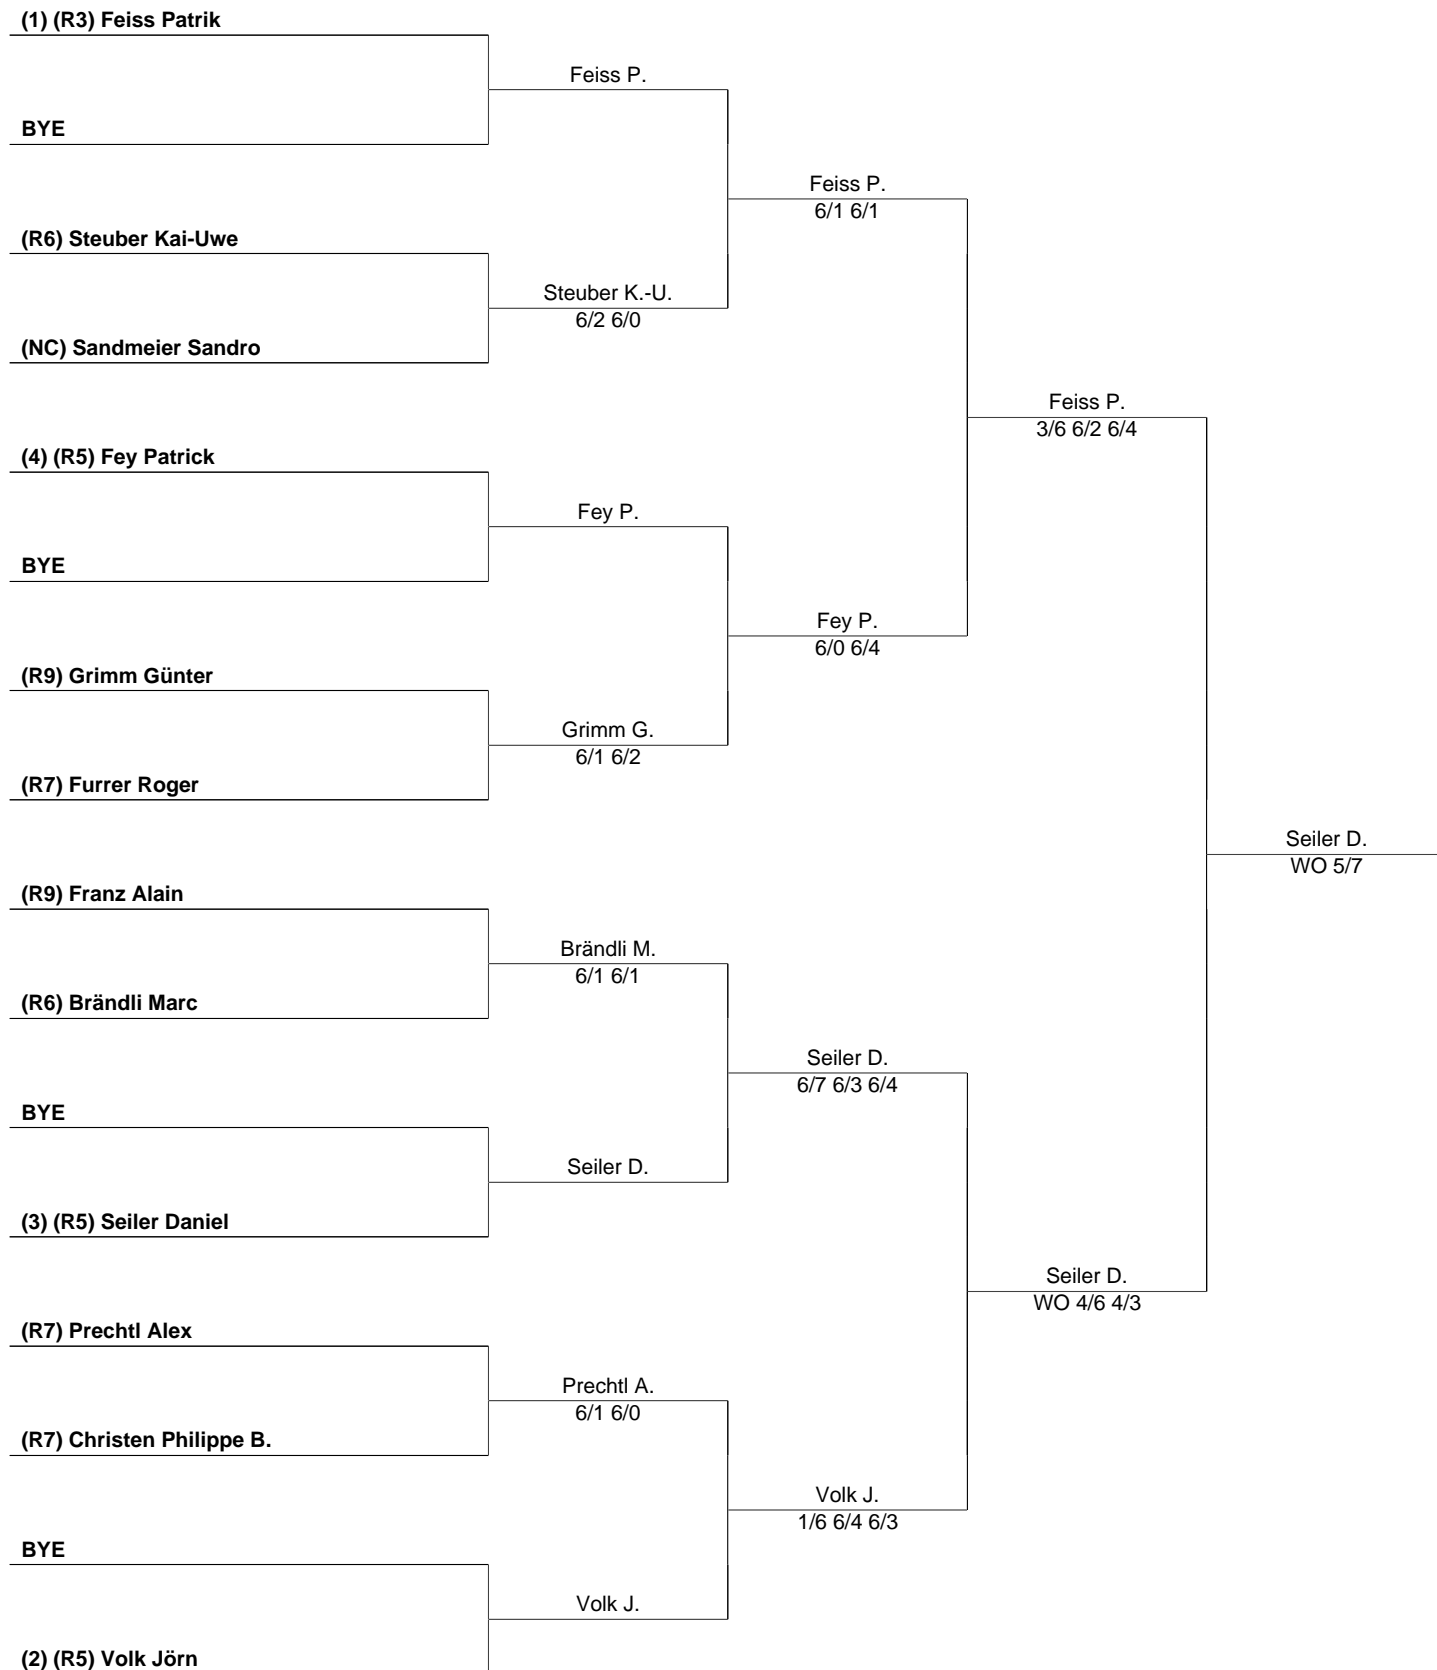 (1) (R3) Feiss Patrik
Feiss P.
BYE
Feiss P.
6/1 6/1
(R6) Steuber Kai-Uwe
Steuber K.-U.
6/2 6/0
(NC) Sandmeier Sandro
Feiss P.
3/6 6/2 6/4
(4) (R5) Fey Patrick
Fey P.
BYE
Fey P.
6/0 6/4
(R9) Grimm Günter
Grimm G.
6/1 6/2
(R7) Furrer Roger
Seiler D.
WO 5/7
(R9) Franz Alain
Brändli M.
6/1 6/1
(R6) Brändli Marc
Seiler D.
6/7 6/3 6/4
BYE
Seiler D.
(3) (R5) Seiler Daniel
Seiler D.
WO 4/6 4/3
(R7) Prechtl Alex
Prechtl A.
6/1 6/0
(R7) Christen Philippe B.
Volk J.
1/6 6/4 6/3
BYE
Volk J.
(2) (R5) Volk Jörn